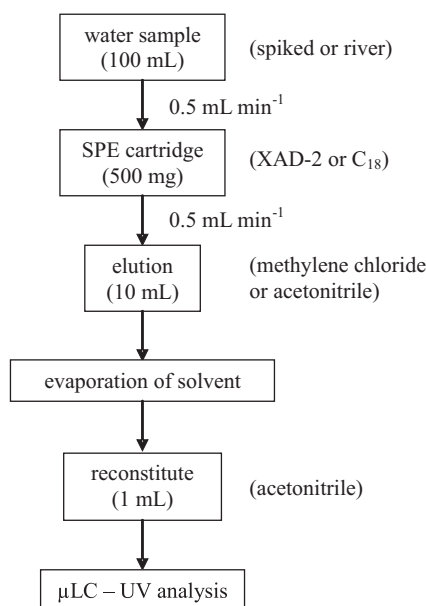 water sample
(100 mL)
(spiked or river)
0.5 mL min⁻¹
SPE cartridge
(500 mg)
(XAD-2 or C₁₈)
0.5 mL min⁻¹
elution
(10 mL)
(methylene chloride
or acetonitrile)
evaporation of solvent
reconstitute
(1 mL)
(acetonitrile)
µLC – UV analysis